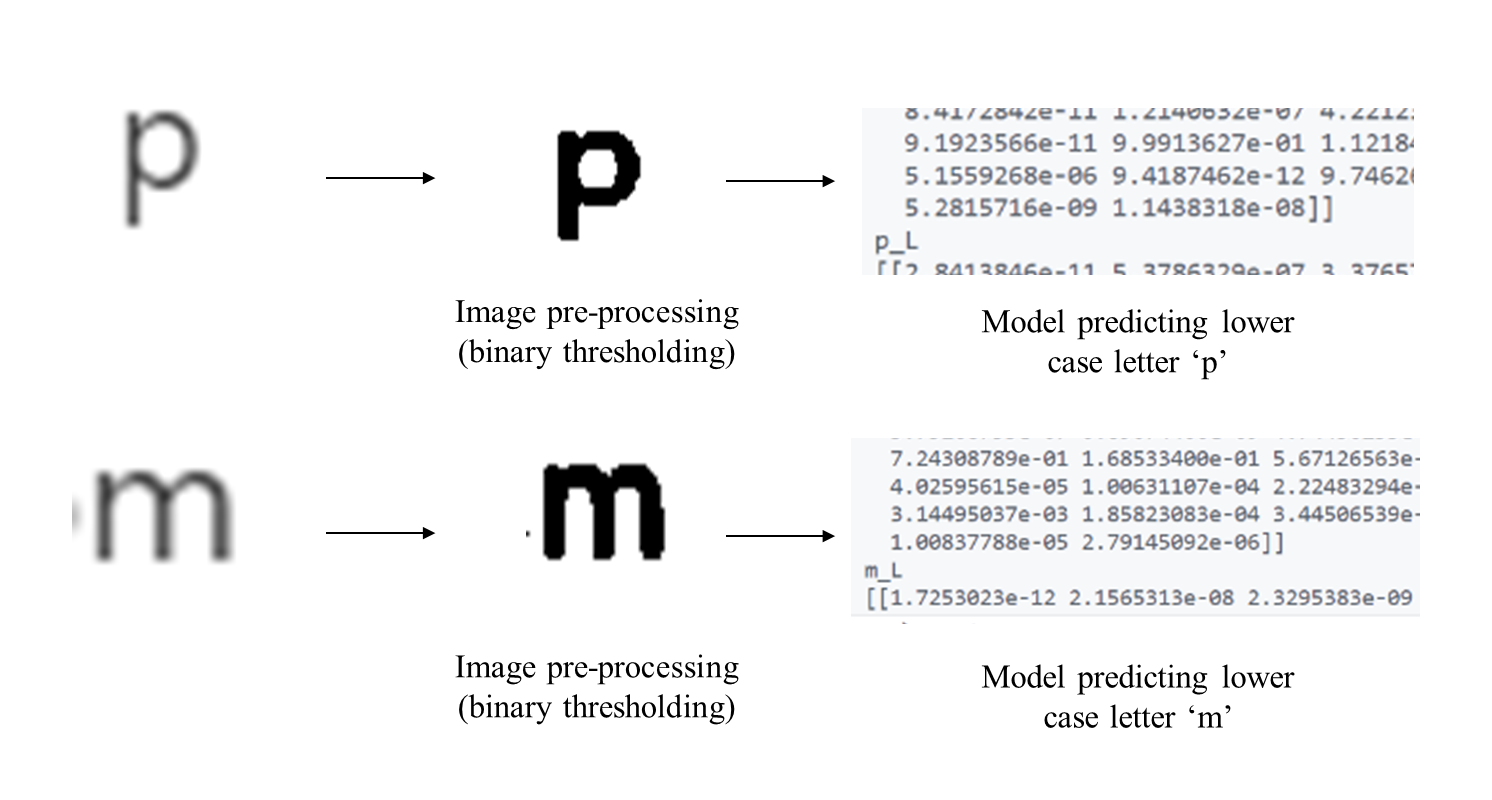 p
p
8.4172842e-11 1.2140632e-07 4.2212
9.1923566e-11 9.9913627e-01 1.1218
5.1559268e-06 9.4187462e-12 9.7462
5.2815716e-09 1.1438318e-08]]
p_L
[[2.8413846e-11 5.3786329e-07 3.3765
Image pre-processing
(binary thresholding)
Model predicting lower
case letter ‘p’
m
m
7.24308789e-01 1.68533400e-01 5.67126563e-
4.02595615e-05 1.00631107e-04 2.22483294e-
3.14495037e-03 1.85823083e-04 3.44506539e-
1.00837788e-05 2.79145092e-06]]
m_L
[[1.7253023e-12 2.1565313e-08 2.3295383e-09
Image pre-processing
(binary thresholding)
Model predicting lower
case letter ‘m’